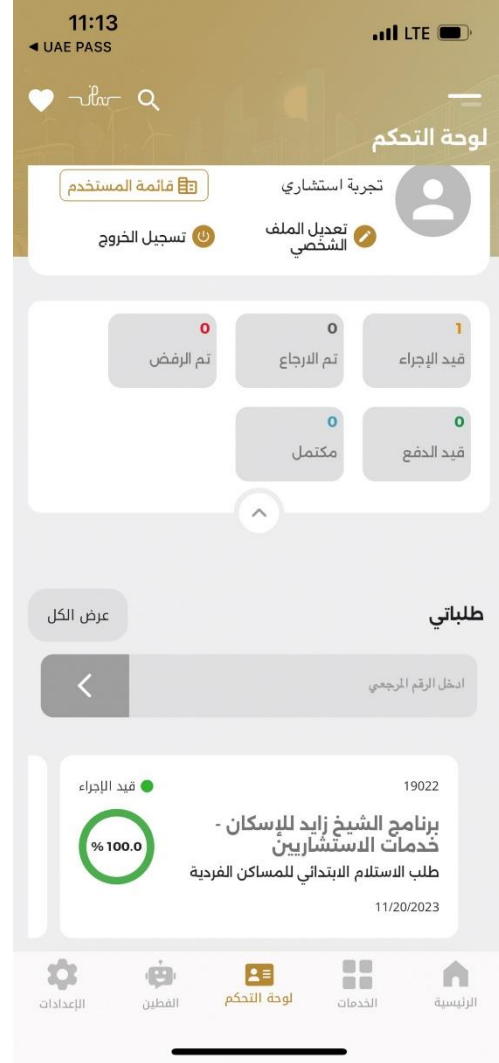 11:13
LTE
◀ UAE PASS
لوحة التحكم
تجربة استشاري
قائمة المستخدم
تعديل الملف
الشخصي
تسجيل الخروج
1
0
0
قيد الإجراء
تم الارجاع
تم الرفض
0
0
قيد الدفع
مكتمل
طلباتي
عرض الكل
ادخل الرقم المرجعي
19022
قيد الإجراء
برنامج الشيخ زايد للإسكان -
خدمات الاستشاريين
% 100.0
طلب الاستلام الابتدائي للمساكن الفردية
11/20/2023
الرئيسية
الخدمات
لوحة التحكم
الفطين
الإعدادات